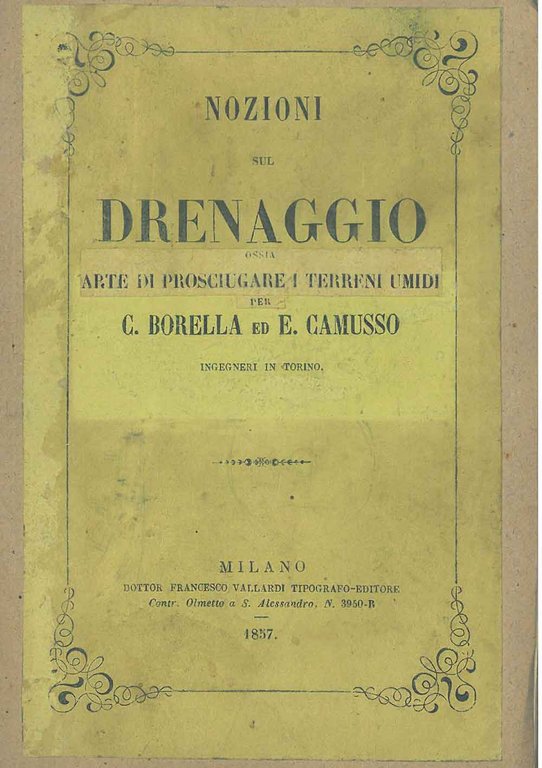 NOZIONI
SUL
DRENAGGIO
OSSIA
ARTE DI PROSCIUGARE I TERRENI UMIDI
PER
C. BORELLA ED E. CAMUSSO
INGEGNERI IN TORINO.
MILANO
DOTTOR FRANCESCO VALLARDI TIPOGRAFO-EDITORE
Contr. Olmetto a S. Alessandro, N. 3950-B
1857.